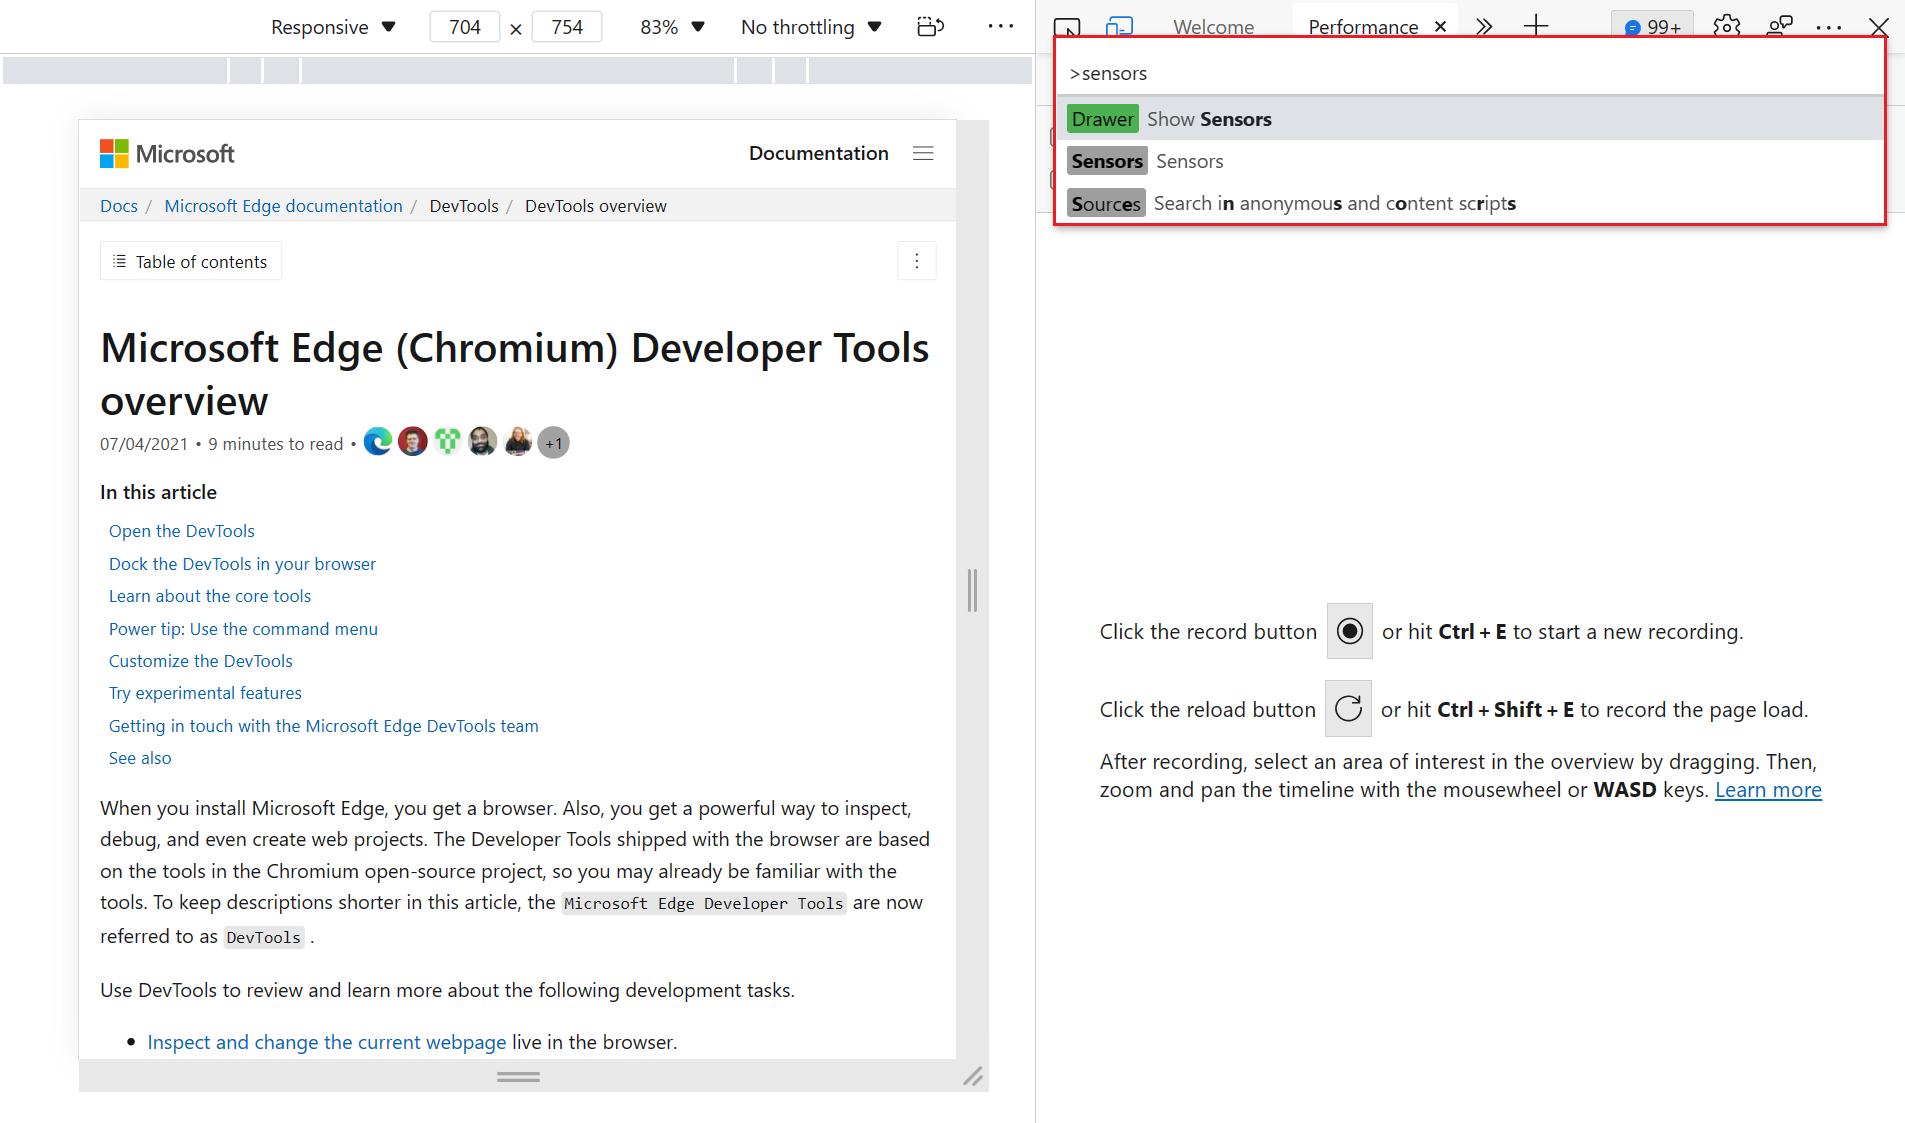 Responsive 704 × 754 83% No throttling
Welcome Performance 99+
>sensors
Drawer Show Sensors
Sensors Sensors
Sources Search in anonymous and content scripts
Microsoft Documentation
Docs / Microsoft Edge documentation / DevTools / DevTools overview
Table of contents
Microsoft Edge (Chromium) Developer Tools
overview
07/04/2021 • 9 minutes to read • +1
In this article
Open the DevTools
Dock the DevTools in your browser
Learn about the core tools
Power tip: Use the command menu
Customize the DevTools
Try experimental features
Getting in touch with the Microsoft Edge DevTools team
See also
When you install Microsoft Edge, you get a browser. Also, you get a powerful way to inspect,
debug, and even create web projects. The Developer Tools shipped with the browser are based
on the tools in the Chromium open-source project, so you may already be familiar with the
tools. To keep descriptions shorter in this article, the Microsoft Edge Developer Tools are now
referred to as DevTools .
Use DevTools to review and learn more about the following development tasks.
• Inspect and change the current webpage live in the browser.
Click the record button or hit Ctrl + E to start a new recording.
Click the reload button or hit Ctrl + Shift + E to record the page load.
After recording, select an area of interest in the overview by dragging. Then,
zoom and pan the timeline with the mousewheel or WASD keys. Learn more